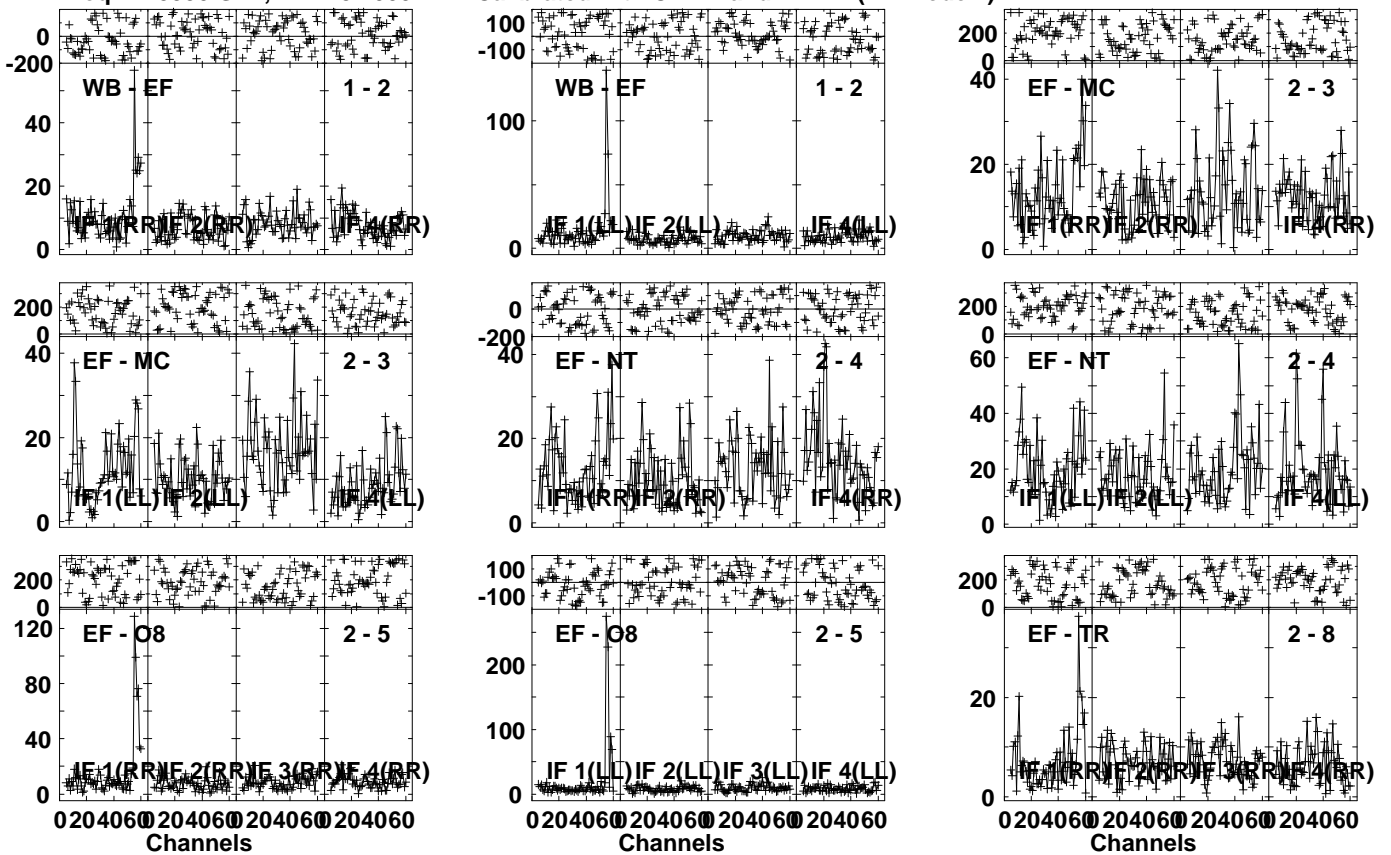 0
-200
WB - EF 1 - 2
40
20
0
IF 1(RR) IF 2(RR) IF 4(RR)
100
-100
WB - EF 1 - 2
100
0
IF 1(LL) IF 2(LL) IF 4(LL)
200
0
EF - MC 2 - 3
40
20
0
IF 1(RR) IF 2(RR) IF 4(RR)
200
0
EF - MC 2 - 3
40
20
0
IF 1(LL) IF 2(LL) IF 4(LL)
0
-200
EF - NT 2 - 4
40
20
0
IF 1(RR) IF 2(RR) IF 4(RR)
200
0
EF - NT 2 - 4
60
40
20
0
IF 1(LL) IF 2(LL) IF 4(LL)
200
0
EF - O8 2 - 5
120
80
40
0
IF 1(RR) IF 2(RR) IF 3(RR) IF 4(RR)
0 20 40 60 0 20 40 60 0 20 40 60 0 20 40 60
Channels
100
-100
EF - O8 2 - 5
200
100
0
IF 1(LL) IF 2(LL) IF 3(LL) IF 4(LL)
0 20 40 60 0 20 40 60 0 20 40 60 0 20 40 60
Channels
200
0
EF - TR 2 - 8
20
0
IF 1(RR) IF 2(RR) IF 3(RR) IF 4(RR)
0 20 40 60 0 20 40 60 0 20 40 60 0 20 40 60
Channels